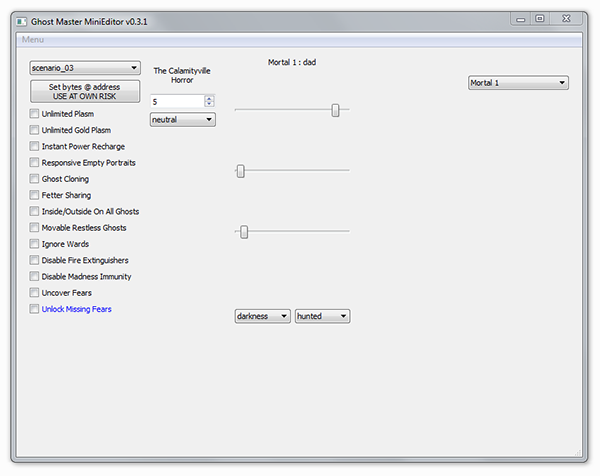 Ghost Master MiniEditor v0.3.1
Menu
scenario_03
Set bytes @ address
USE AT OWN RISK
Unlimited Plasm
Unlimited Gold Plasm
Instant Power Recharge
Responsive Empty Portraits
Ghost Cloning
Fetter Sharing
Inside/Outside On All Ghosts
Movable Restless Ghosts
Ignore Wards
Disable Fire Extinguishers
Disable Madness Immunity
Uncover Fears
Unlock Missing Fears
The Calamityville
Horror
5
neutral
Mortal 1 : dad
darkness
hunted
Mortal 1